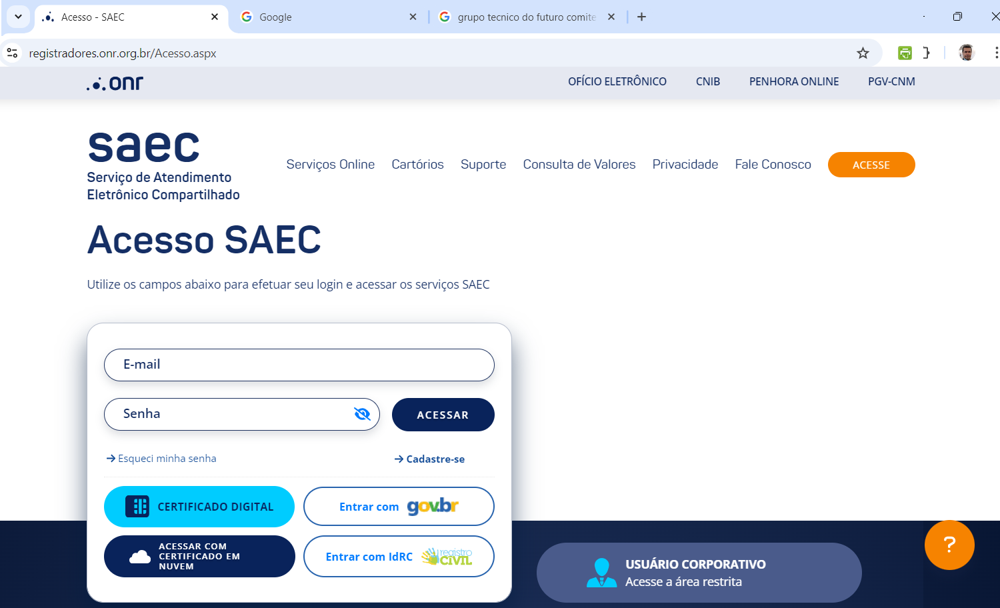 Acesso - SAEC
Google
grupo tecnico do futuro comite
registradores.onr.org.br/Acesso.aspx
onr
OFÍCIO ELETRÔNICO
CNIB
PENHORA ONLINE
PGV-CNM
saec
Serviço de Atendimento
Eletrônico Compartilhado
Serviços Online
Cartórios
Suporte
Consulta de Valores
Privacidade
Fale Conosco
ACESSE
Acesso SAEC
Utilize os campos abaixo para efetuar seu login e acessar os serviços SAEC
E-mail
Senha
ACESSAR
Esqueci minha senha
Cadastre-se
CERTIFICADO DIGITAL
Entrar com gov.br
ACESSAR COM
CERTIFICADO EM
NUVEM
Entrar com IdRC
registro
CIVIL
USUÁRIO CORPORATIVO
Acesse a área restrita
?